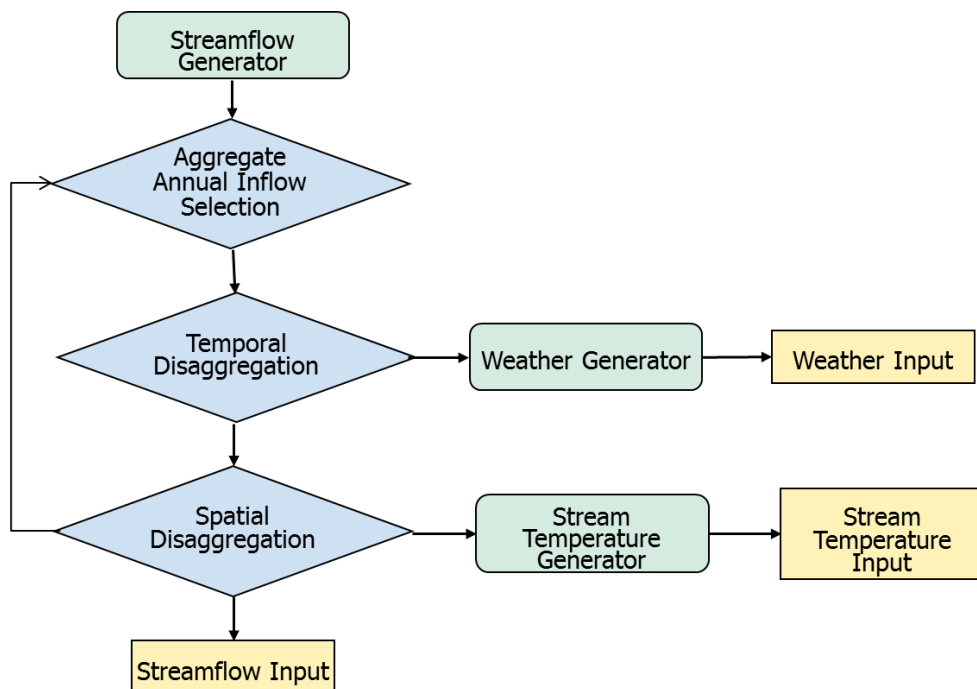 Streamflow
Generator
Aggregate
Annual Inflow
Selection
Temporal
Disaggregation
Weather Generator
Weather Input
Spatial
Disaggregation
Stream
Temperature
Generator
Stream
Temperature
Input
Streamflow Input